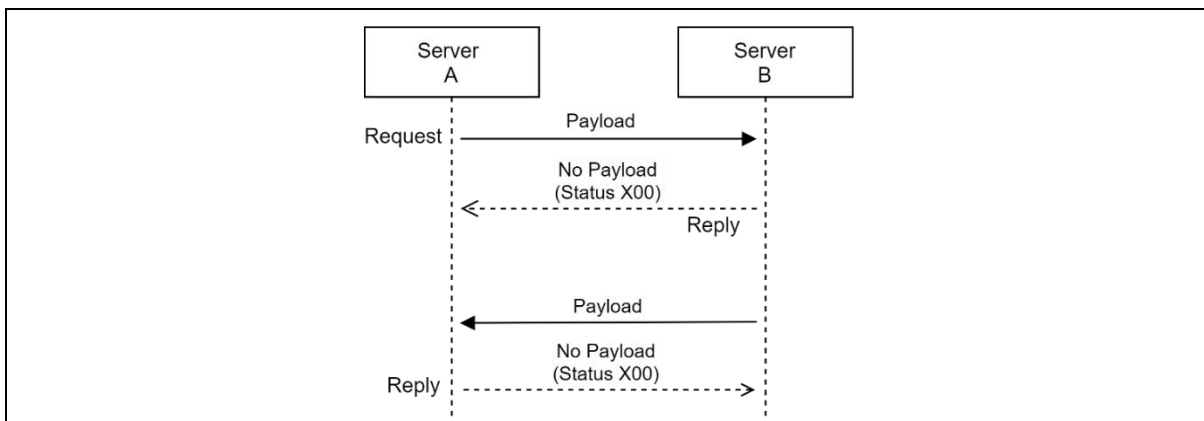 Server
A
Server
B
Request
Payload
No Payload
(Status X00)
Reply
Payload
No Payload
(Status X00)
Reply